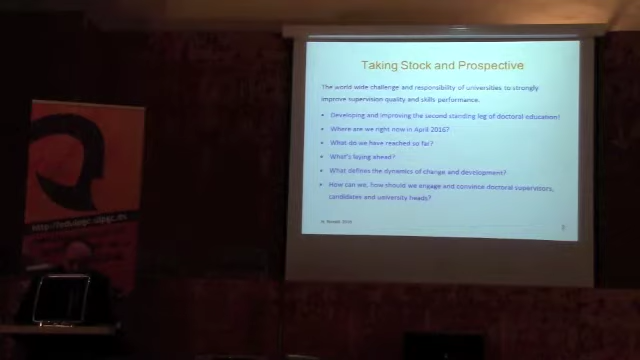 Taking Stock and Prospective
The world wide challenge and responsibility of universities to strongly
improve supervision quality and skills performance.
• Developing and improving the second standing leg of doctoral education!
• Where are we right now in April 2016?
• What do we have reached so far?
• What's laying ahead?
• What defines the dynamics of change and development?
• How can we, how should we engage and convince doctoral supervisors,
candidates and university heads?